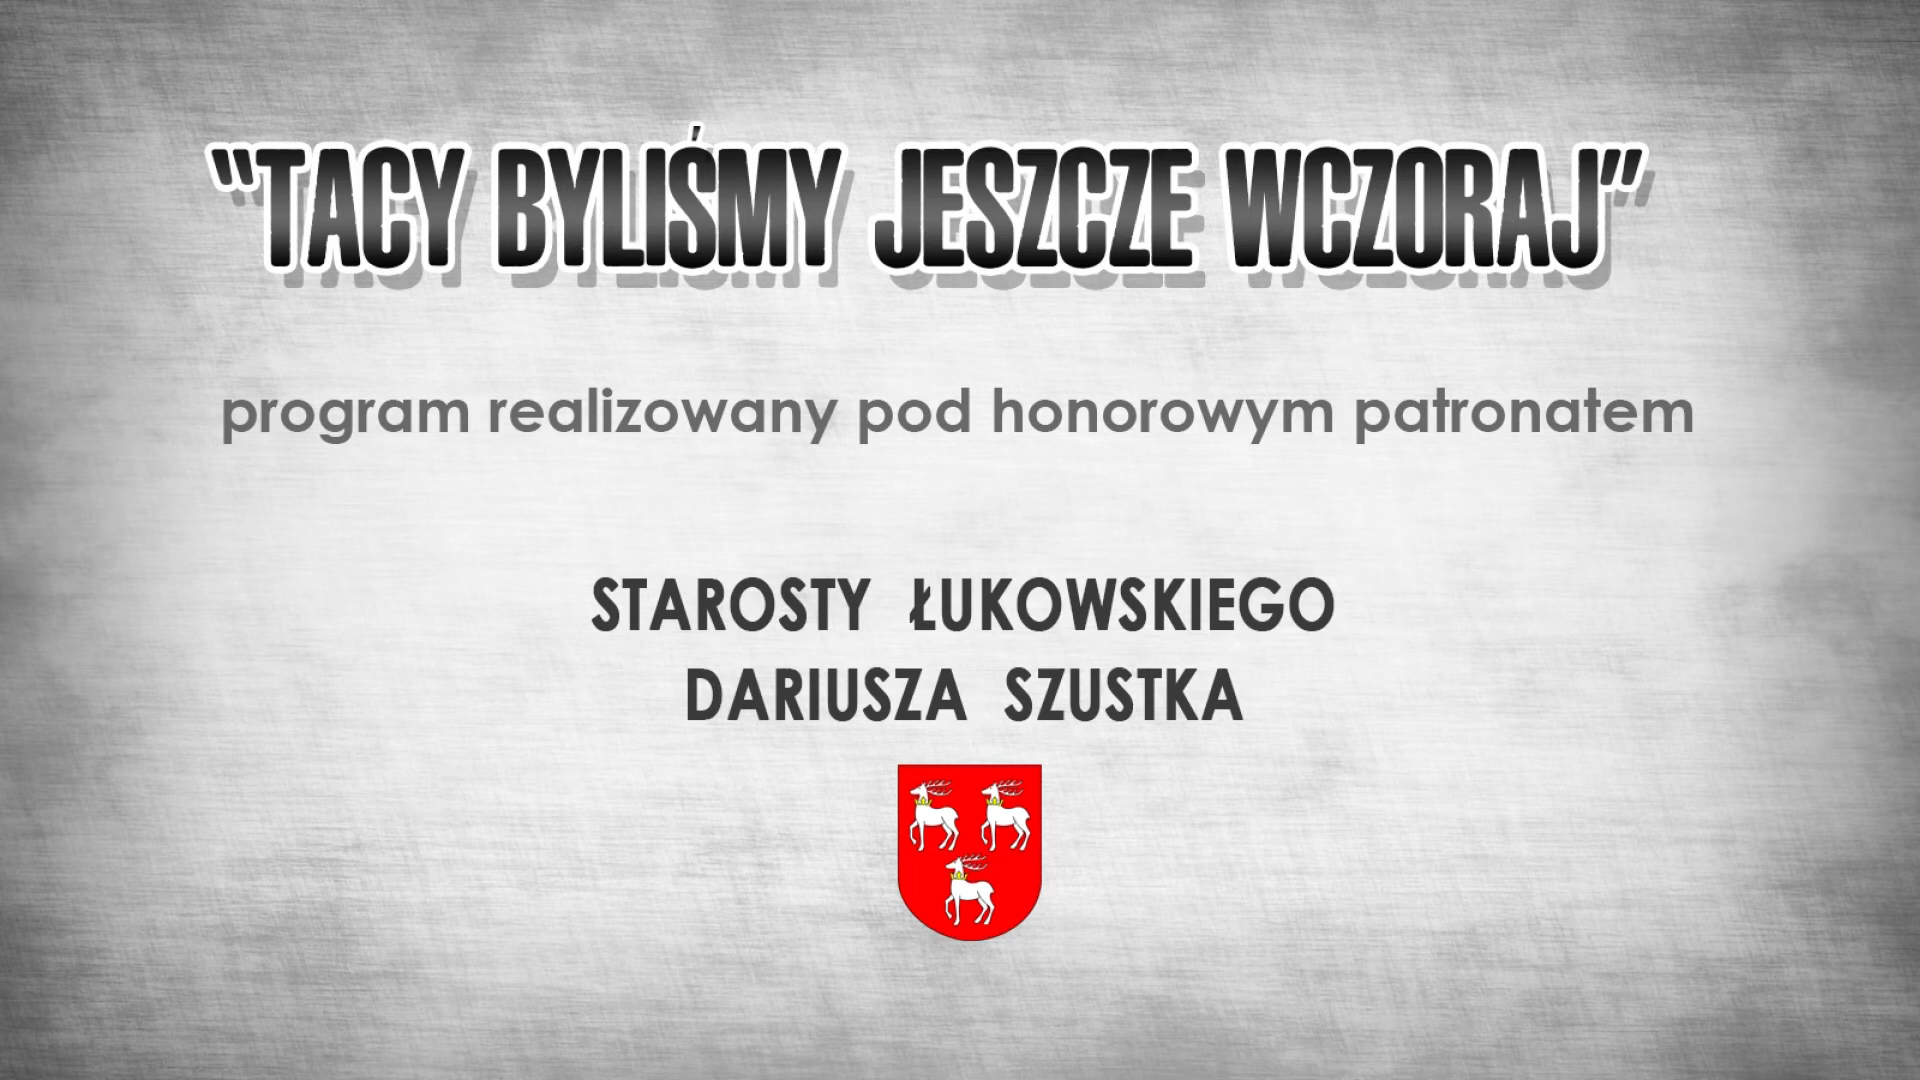 “TACY BYLIŚMY JESZCZE WCZORAJ”
program realizowany pod honorowym patronatem
STAROSTY ŁUKOWSKIEGO
DARIUSZA SZUSTKA